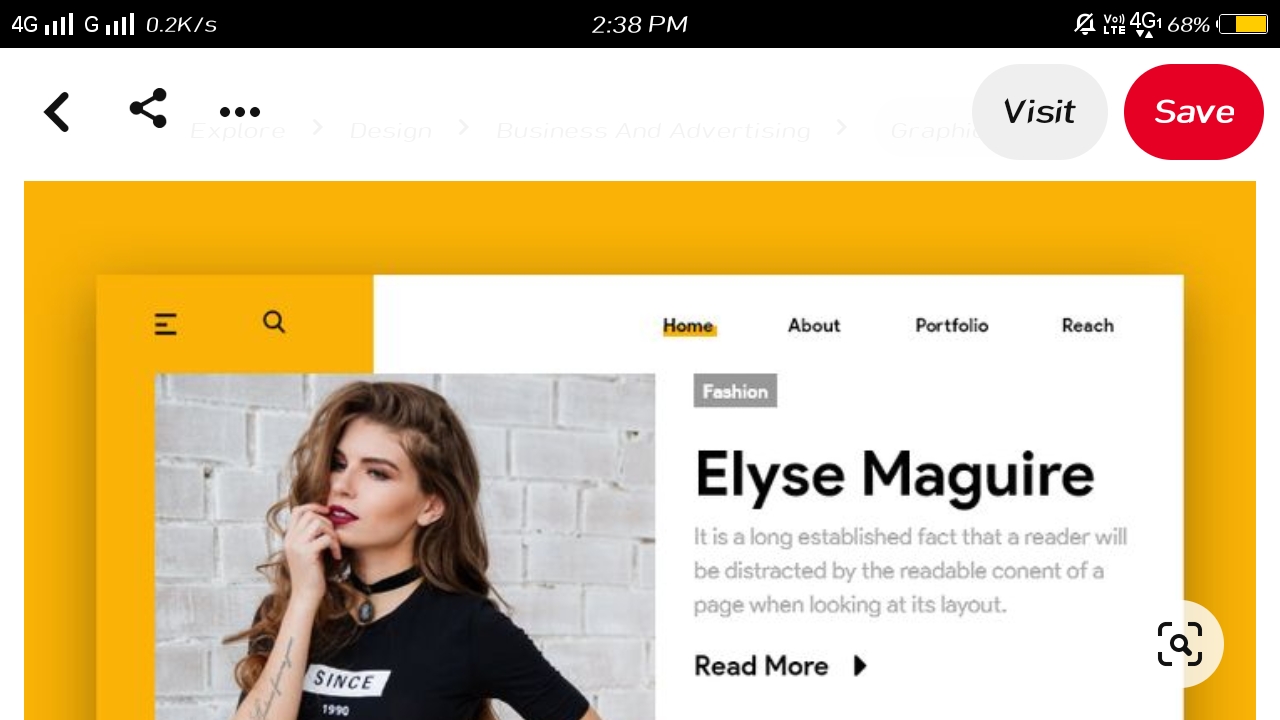 4G G 0.2K/s 2:38 PM Vo)) LTE 4G1 68%
Visit Save
Explore > Design > Business And Advertising >
Home About Portfolio Reach
Fashion
Elyse Maguire
It is a long established fact that a reader will
be distracted by the readable conent of a
page when looking at its layout.
Read More
SINCE
1990